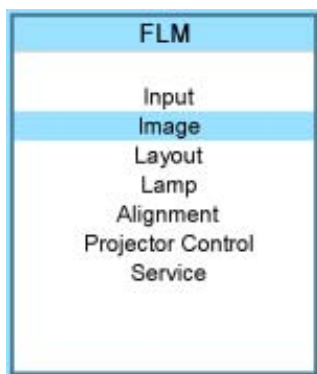 FLM
Input
Image
Layout
Lamp
Alignment
Projector Control
Service